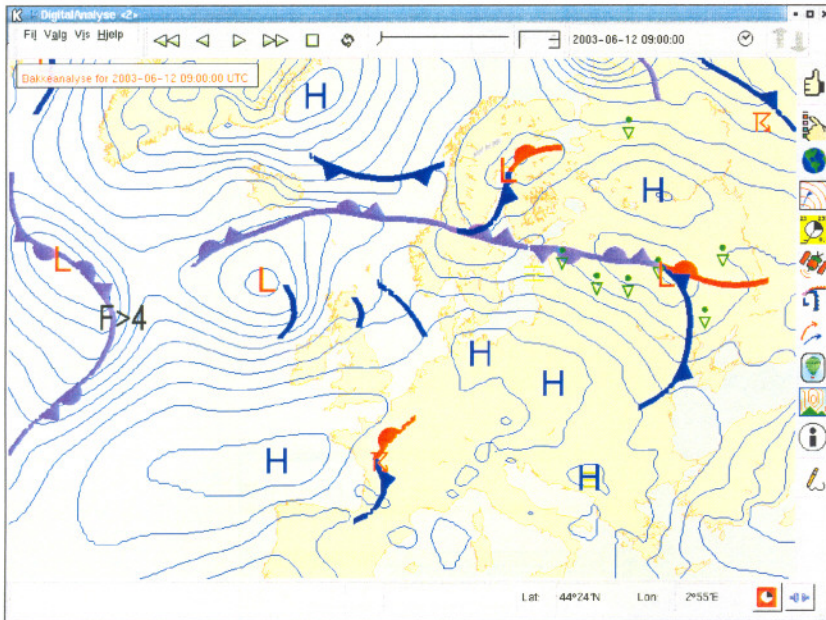 DigitalAnalyse <2>
Fil Valg Vis Hjelp
2003-06-12 09:00:00
Bakkeanalyse for 2003-06-12 09:00:00 UTC
H
L
H
L
L
L
F>4
H
H
H
H
Lat: 44°24'N Lon: 2°55'E